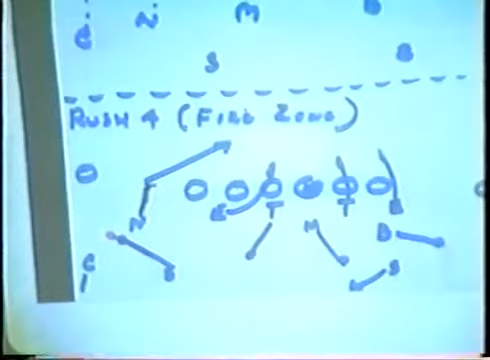 C N M B
S B
RUSH 4 (FIRE ZONE)
E T T E
N M B
C S S